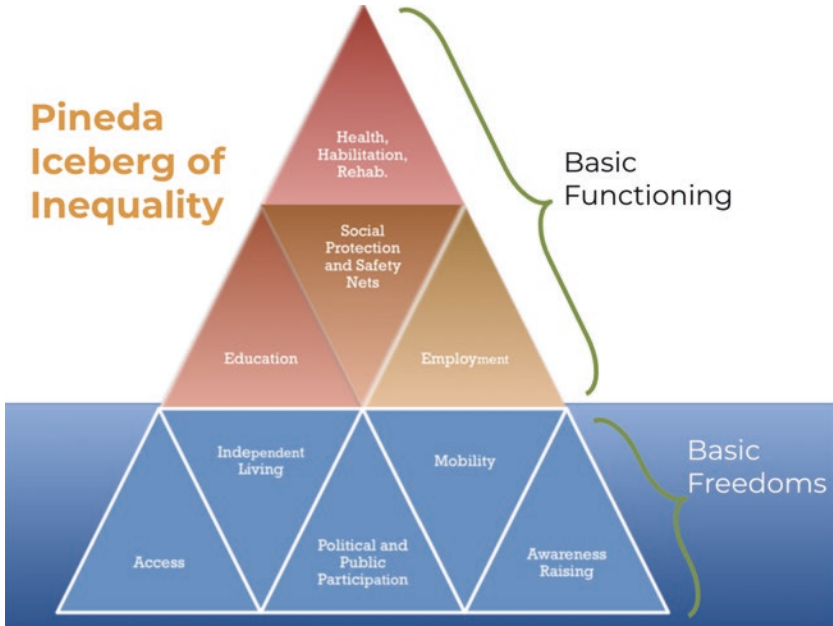 Pineda
Iceberg of
Inequality
Health,
Habilitation,
Rehab.
Basic
Functioning
Social
Protection
and Safety
Nets
Education
Employment
Basic
Freedoms
Independent
Living
Mobility
Access
Political and
Public
Participation
Awareness
Raising